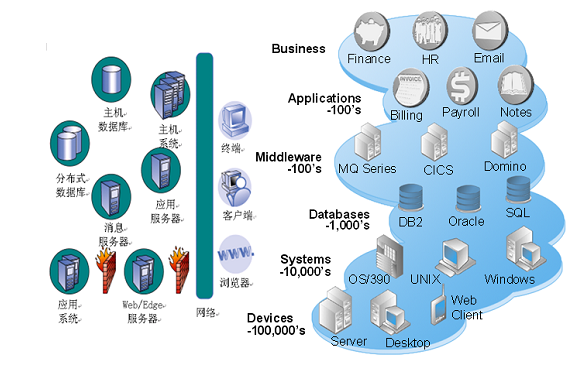 主机
数据库
主机
系统
终端
分布式
数据库
应用
服务器
客户端
消息
服务器
WWW.
浏览器
应用
系统
Web/Edge
服务器
网络
Business
Finance
HR
Email
Applications
-100's
INVOICE
Billing
$
Payroll
Notes
Middleware
-100's
MQ Series
CICS
Domino
Databases
-1,000's
DB2
Oracle
SQL
Systems
-10,000's
OS/390
UNIX
Windows
Devices
-100,000's
Server
Desktop
Web
Client